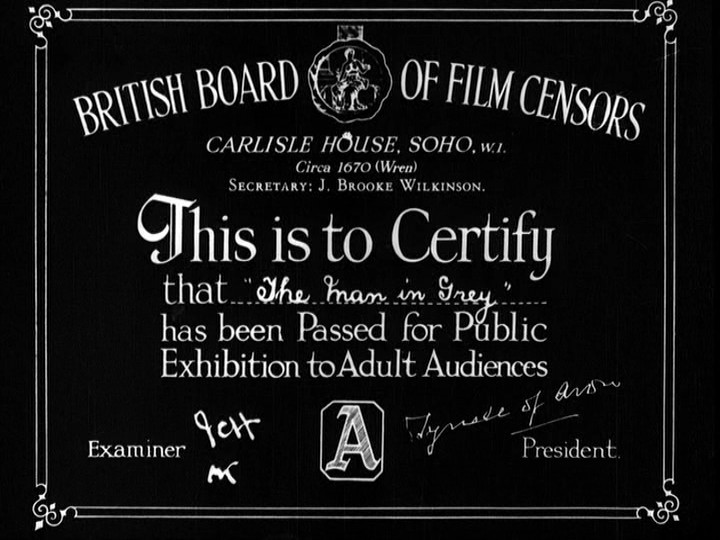 BRITISH BOARD OF FILM CENSORS
CARLISLE HOUSE, SOHO, W.1.
Circa 1670 (Wren)
SECRETARY: J. BROOKE WILKINSON.
This is to Certify
that "The Man in Grey"
has been Passed for Public
Exhibition to Adult Audiences
Examiner
A
President.